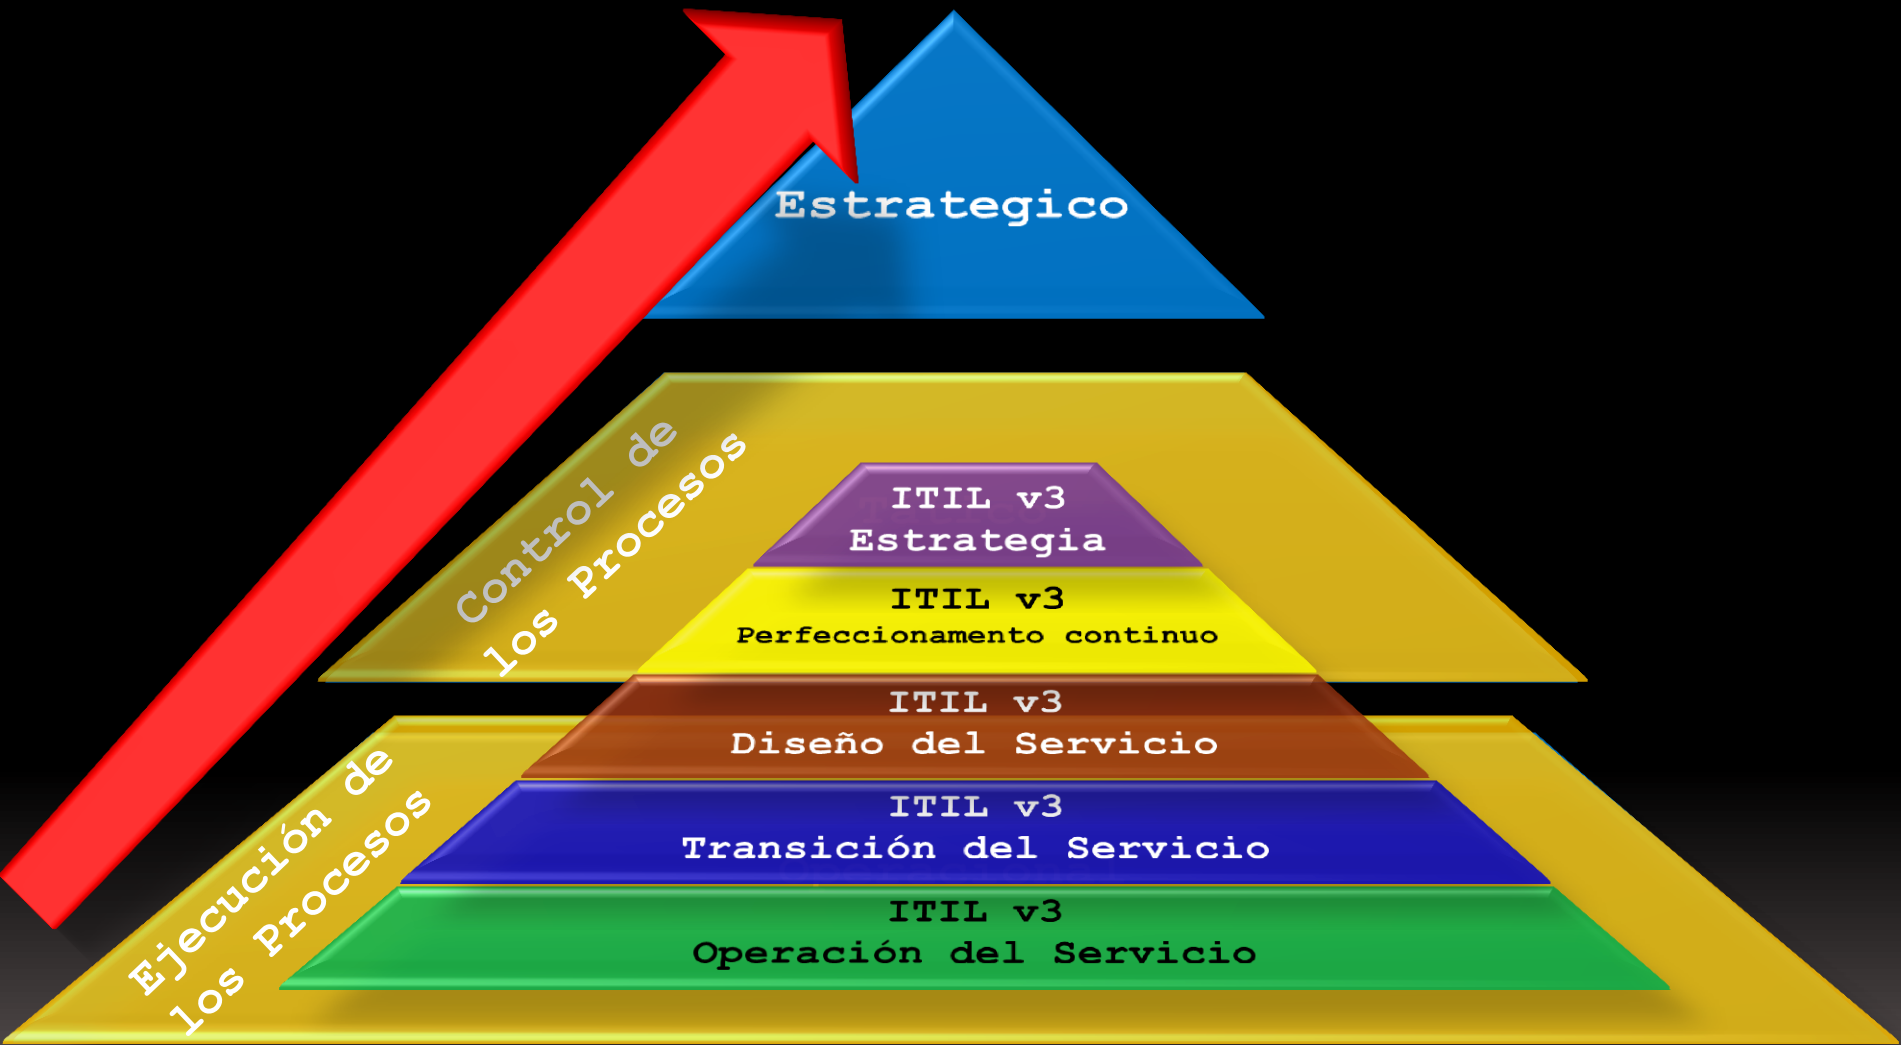 Estrategico
Control de
los Procesos
ITIL v3
Estrategia
ITIL v3
Perfeccionamento continuo
ITIL v3
Diseño del Servicio
Ejecución de
los Procesos
ITIL v3
Transición del Servicio
ITIL v3
Operación del Servicio